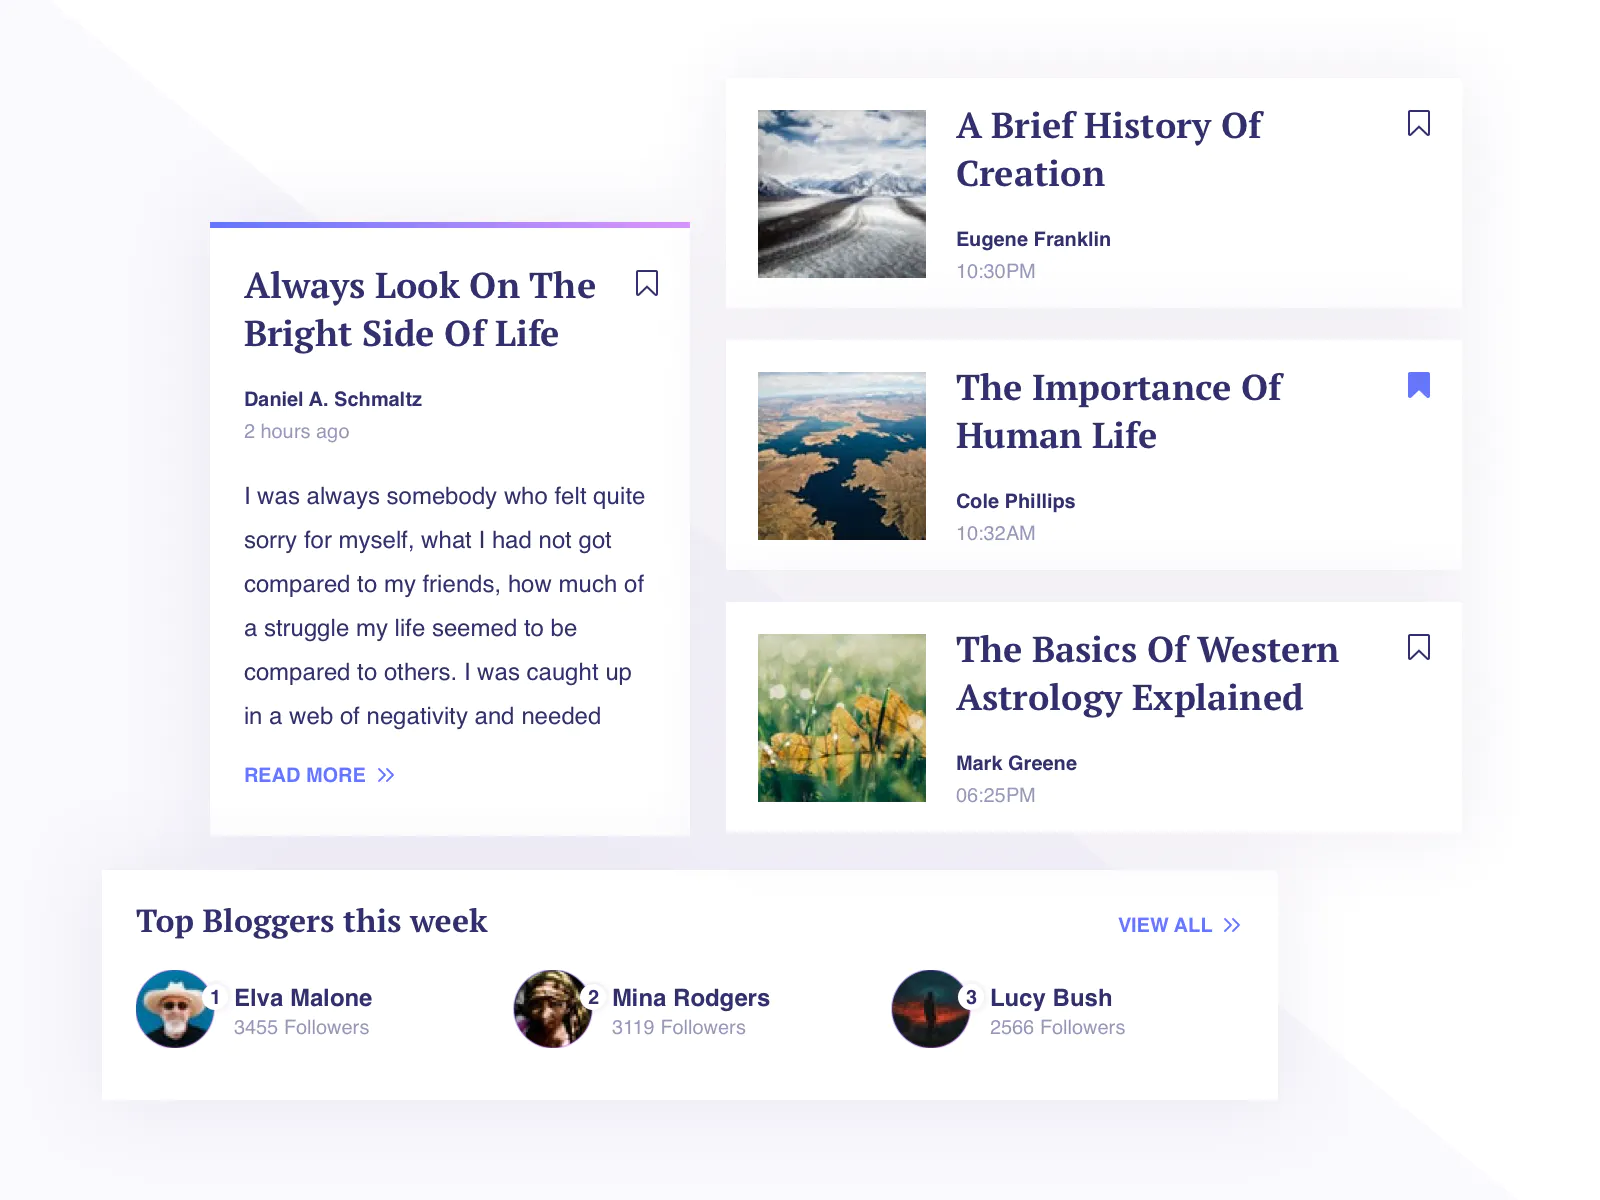 A Brief History Of
Creation
Eugene Franklin
10:30PM
Always Look On The
Bright Side Of Life
Daniel A. Schmaltz
2 hours ago
I was always somebody who felt quite
sorry for myself, what I had not got
compared to my friends, how much of
a struggle my life seemed to be
compared to others. I was caught up
in a web of negativity and needed
READ MORE
The Importance Of
Human Life
Cole Phillips
10:32AM
The Basics Of Western
Astrology Explained
Mark Greene
06:25PM
Top Bloggers this week
VIEW ALL
1
Elva Malone
3455 Followers
2
Mina Rodgers
3119 Followers
3
Lucy Bush
2566 Followers